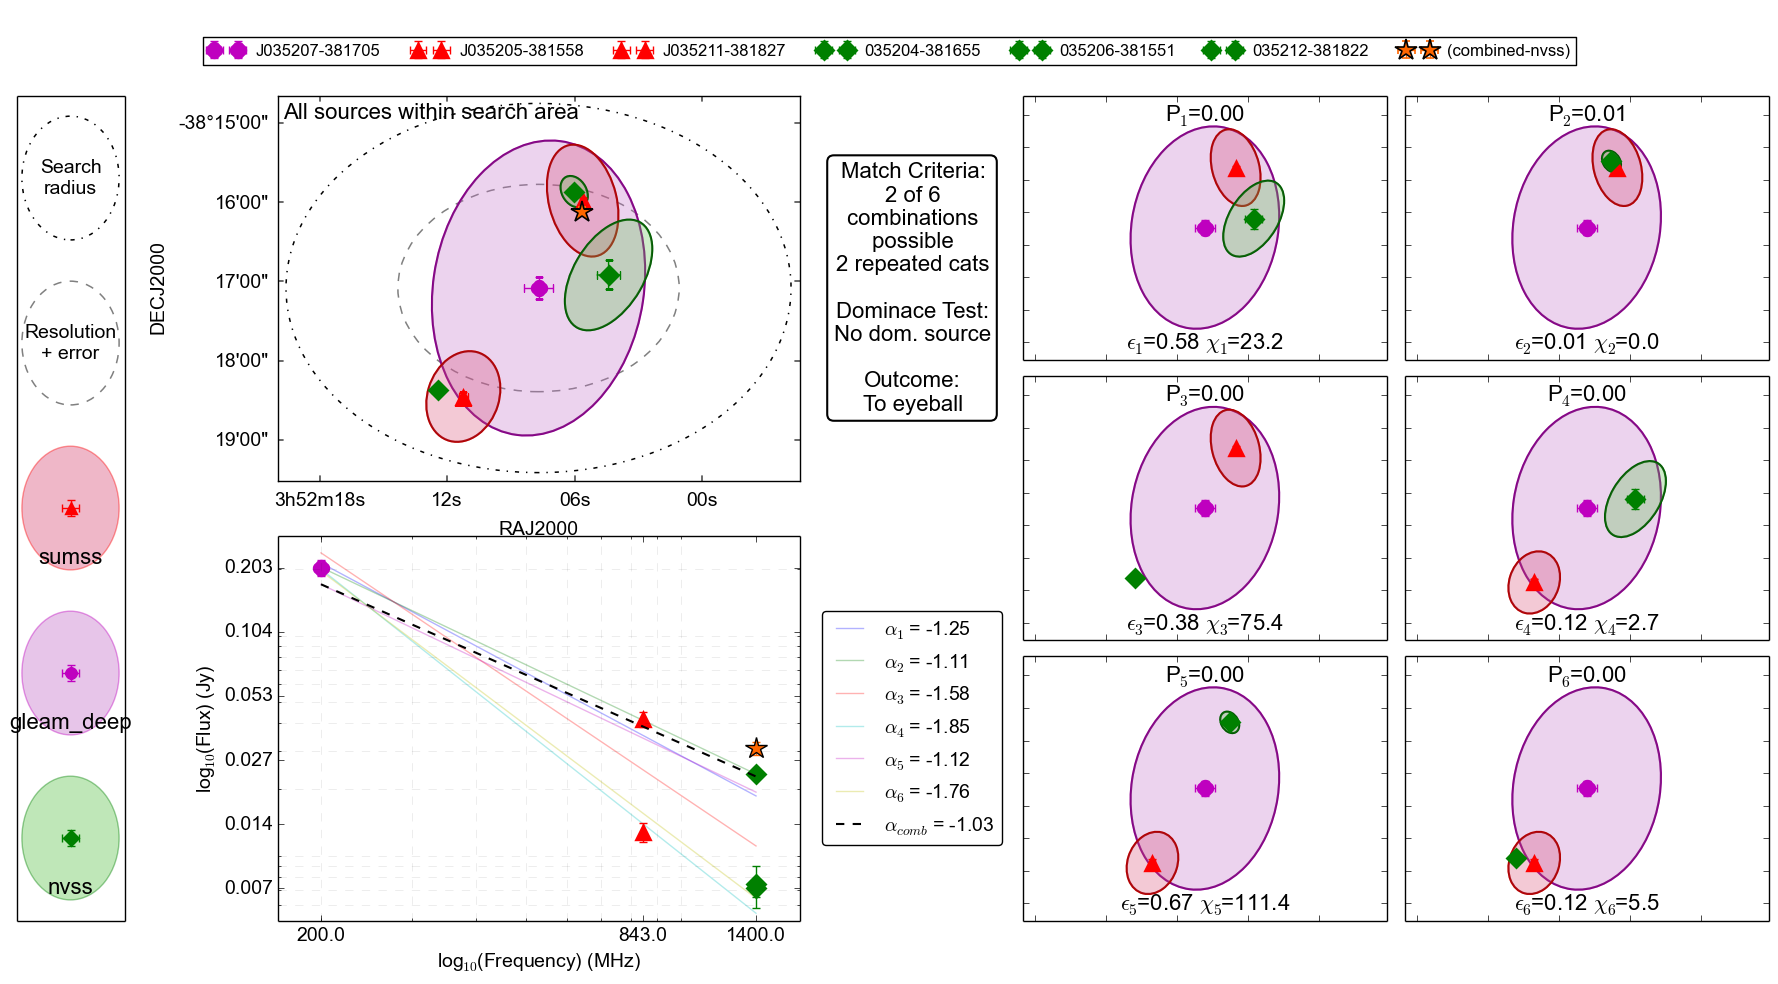 J035207-381705 J035205-381558 J035211-381827 035204-381655 035206-381551 035212-381822 (combined-nvss)
Search
radius
Resolution
+ error
sumss
gleam_deep
nvss
All sources within search area
-38°15'00"
16'00"
17'00"
18'00"
19'00"
DECJ2000
3h52m18s 12s 06s 00s
RAJ2000
Match Criteria:
2 of 6
combinations
possible
2 repeated cats
Dominace Test:
No dom. source
Outcome:
To eyeball
0.203
0.104
0.053
0.027
0.014
0.007
log10(Flux) (Jy)
200.0 843.0 1400.0
log10(Frequency) (MHz)
α1 = -1.25
α2 = -1.11
α3 = -1.58
α4 = -1.85
α5 = -1.12
α6 = -1.76
αcomb = -1.03
P1=0.00
ϵ1=0.58 χ1=23.2
P2=0.01
ϵ2=0.01 χ2=0.0
P3=0.00
ϵ3=0.38 χ3=75.4
P4=0.00
ϵ4=0.12 χ4=2.7
P5=0.00
ϵ5=0.67 χ5=111.4
P6=0.00
ϵ6=0.12 χ6=5.5